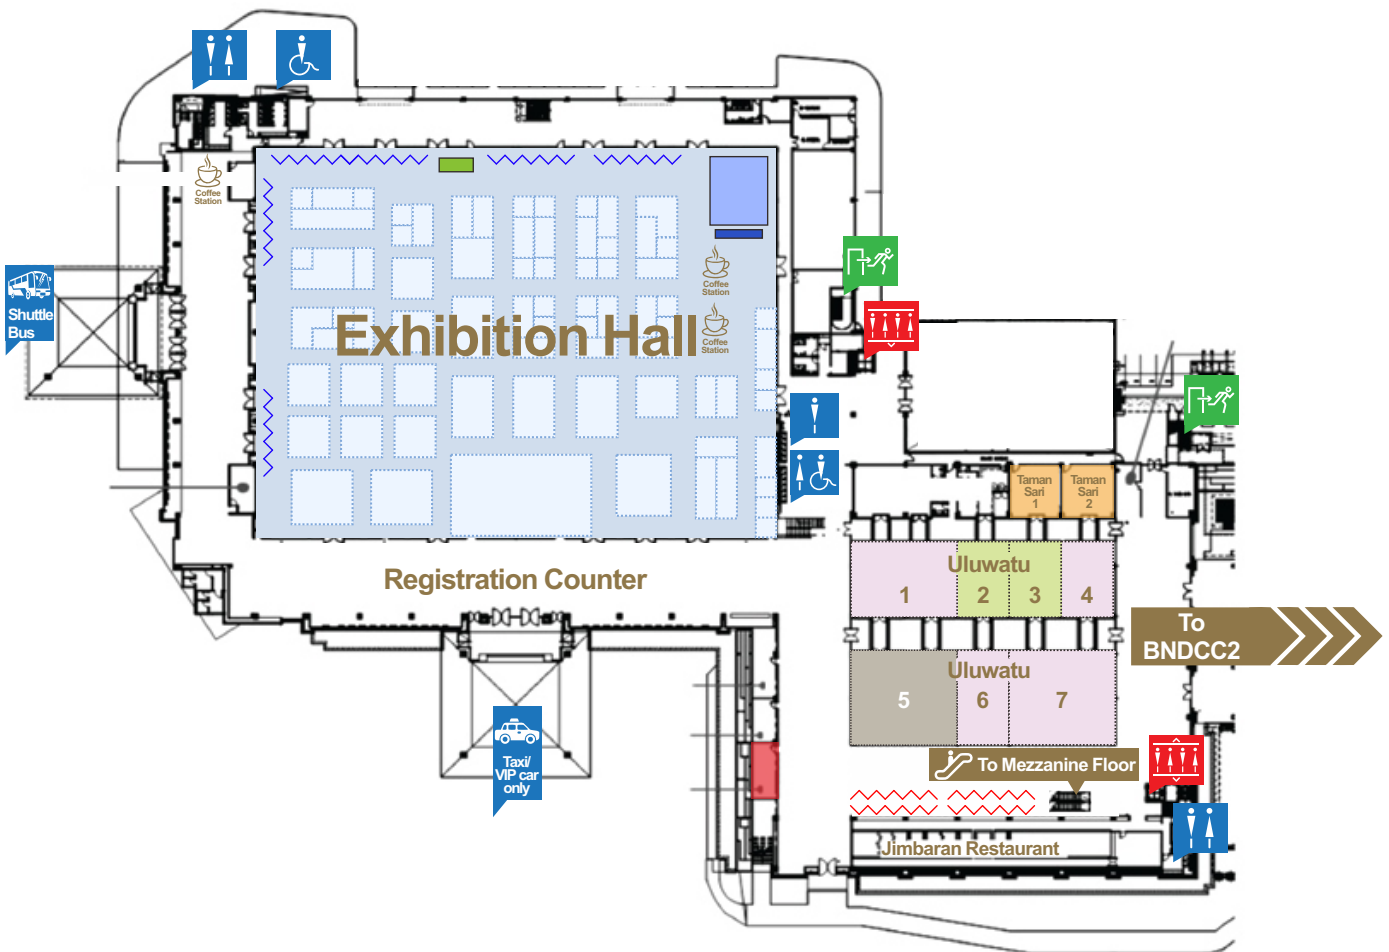 Coffee
Station
Shuttle
Bus
Exhibition Hall
Coffee
Station
Coffee
Station
Taman
Sari
1
Taman
Sari
2
Registration Counter
Uluwatu
1
2
3
4
To
BNDCC2
Uluwatu
5
6
7
Taxi/
VIP car
only
To Mezzanine Floor
Jimbaran Restaurant